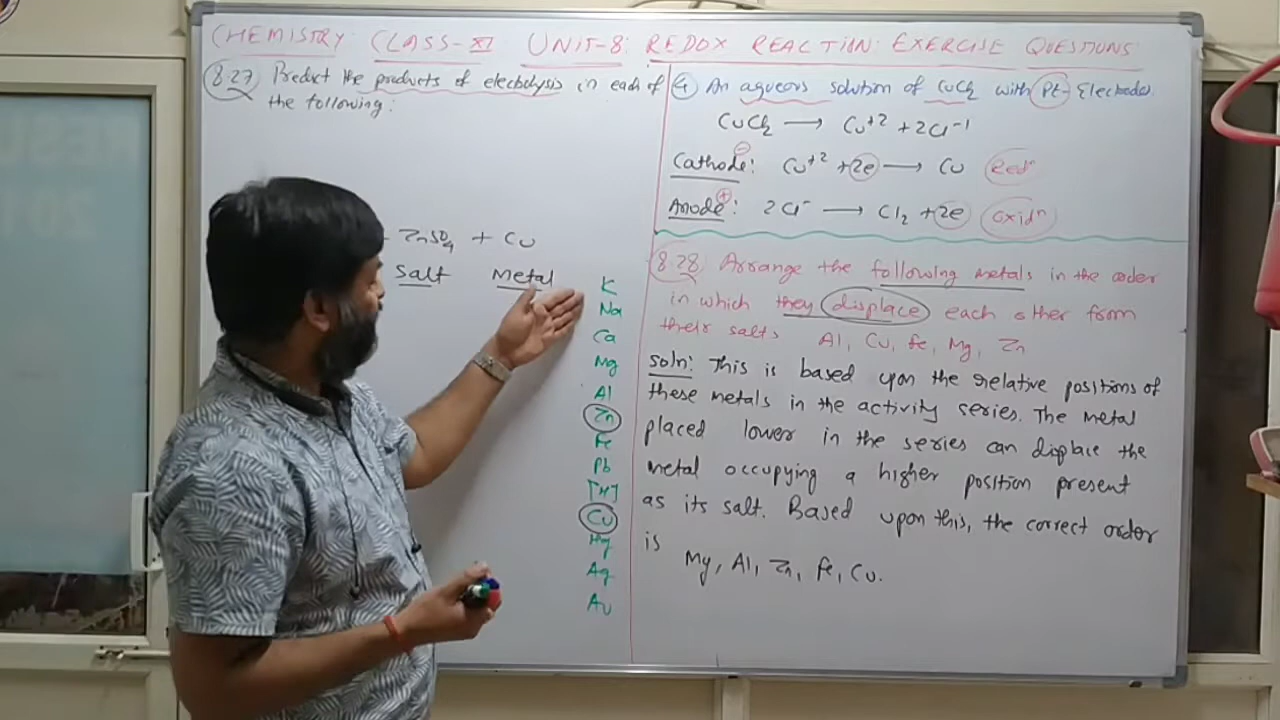 CHEMISTRY: CLASS-XI UNIT-8: REDOX REACTION: EXERCISE QUESTIONS
8.27 Predict the products of electrolysis in each of
the following:
ZnSO4 + Cu
Salt Metal
K
Na
Ca
Mg
Al
Zn
Fe
Pb
[H]
Cu
Hg
Ag
Au
An aqueous solution of CuCl2 with Pt- Electrodes
CuCl2 → Cu+2 + 2Cl-1
Cathode: Cu+2 + 2e → Cu Redn
Anode: 2Cl- → Cl2 + 2e Oxidn
8.28 Arrange the following metals in the order
in which they displace each other from
their salts Al, Cu, Fe, Mg, Zn
Soln: This is based upon the relative positions of
these metals in the activity series. The metal
placed lower in the series can displace the
metal occupying a higher position present
as its salt. Based upon this, the correct order
is
Mg, Al, Zn, Fe, Cu.